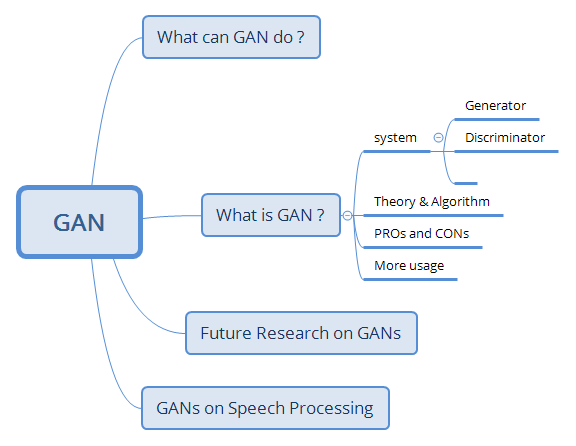 What can GAN do ?
Generator
system
Discriminator
GAN
What is GAN ?
Theory & Algorithm
PROs and CONs
More usage
Future Research on GANs
GANs on Speech Processing